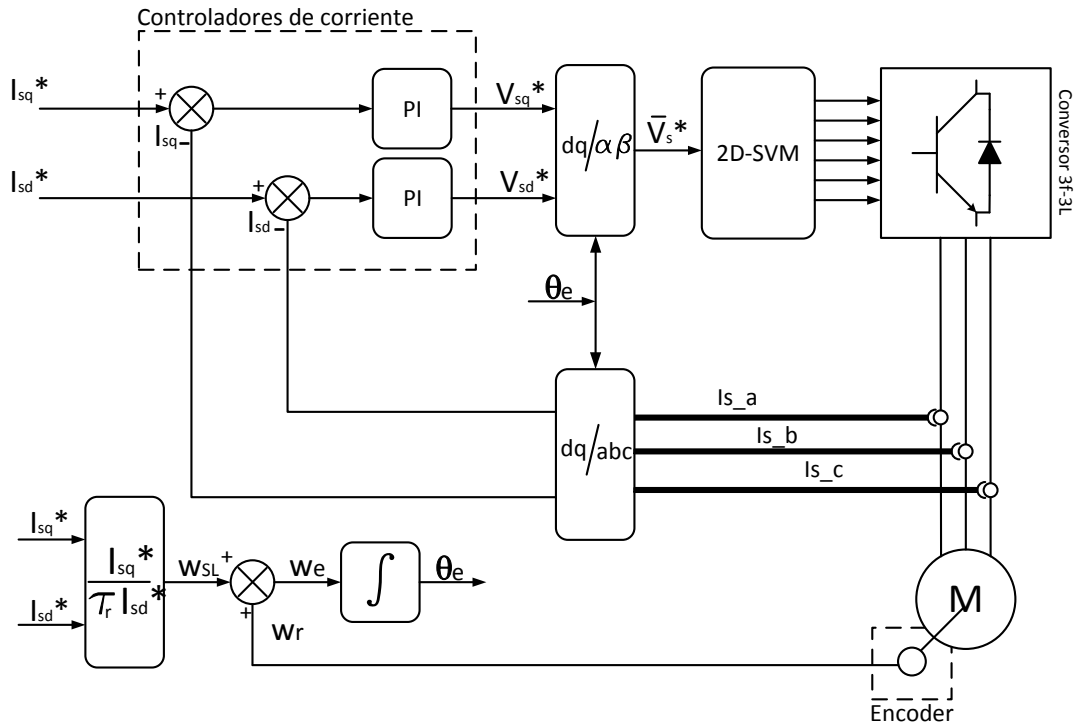 Controladores de corriente
Isq*
+
Isq-
PI
Vsq*
dq/αβ
V̄s*
2D-SVM
Conversor 3f-3L
Isd*
+
Isd-
PI
Vsd*
θe
Is_a
dq/abc
Is_b
Is_c
Isq*
Isd*
Isq*
τr Isd*
wSL
+
+
we
∫
θe
wr
M
Encoder